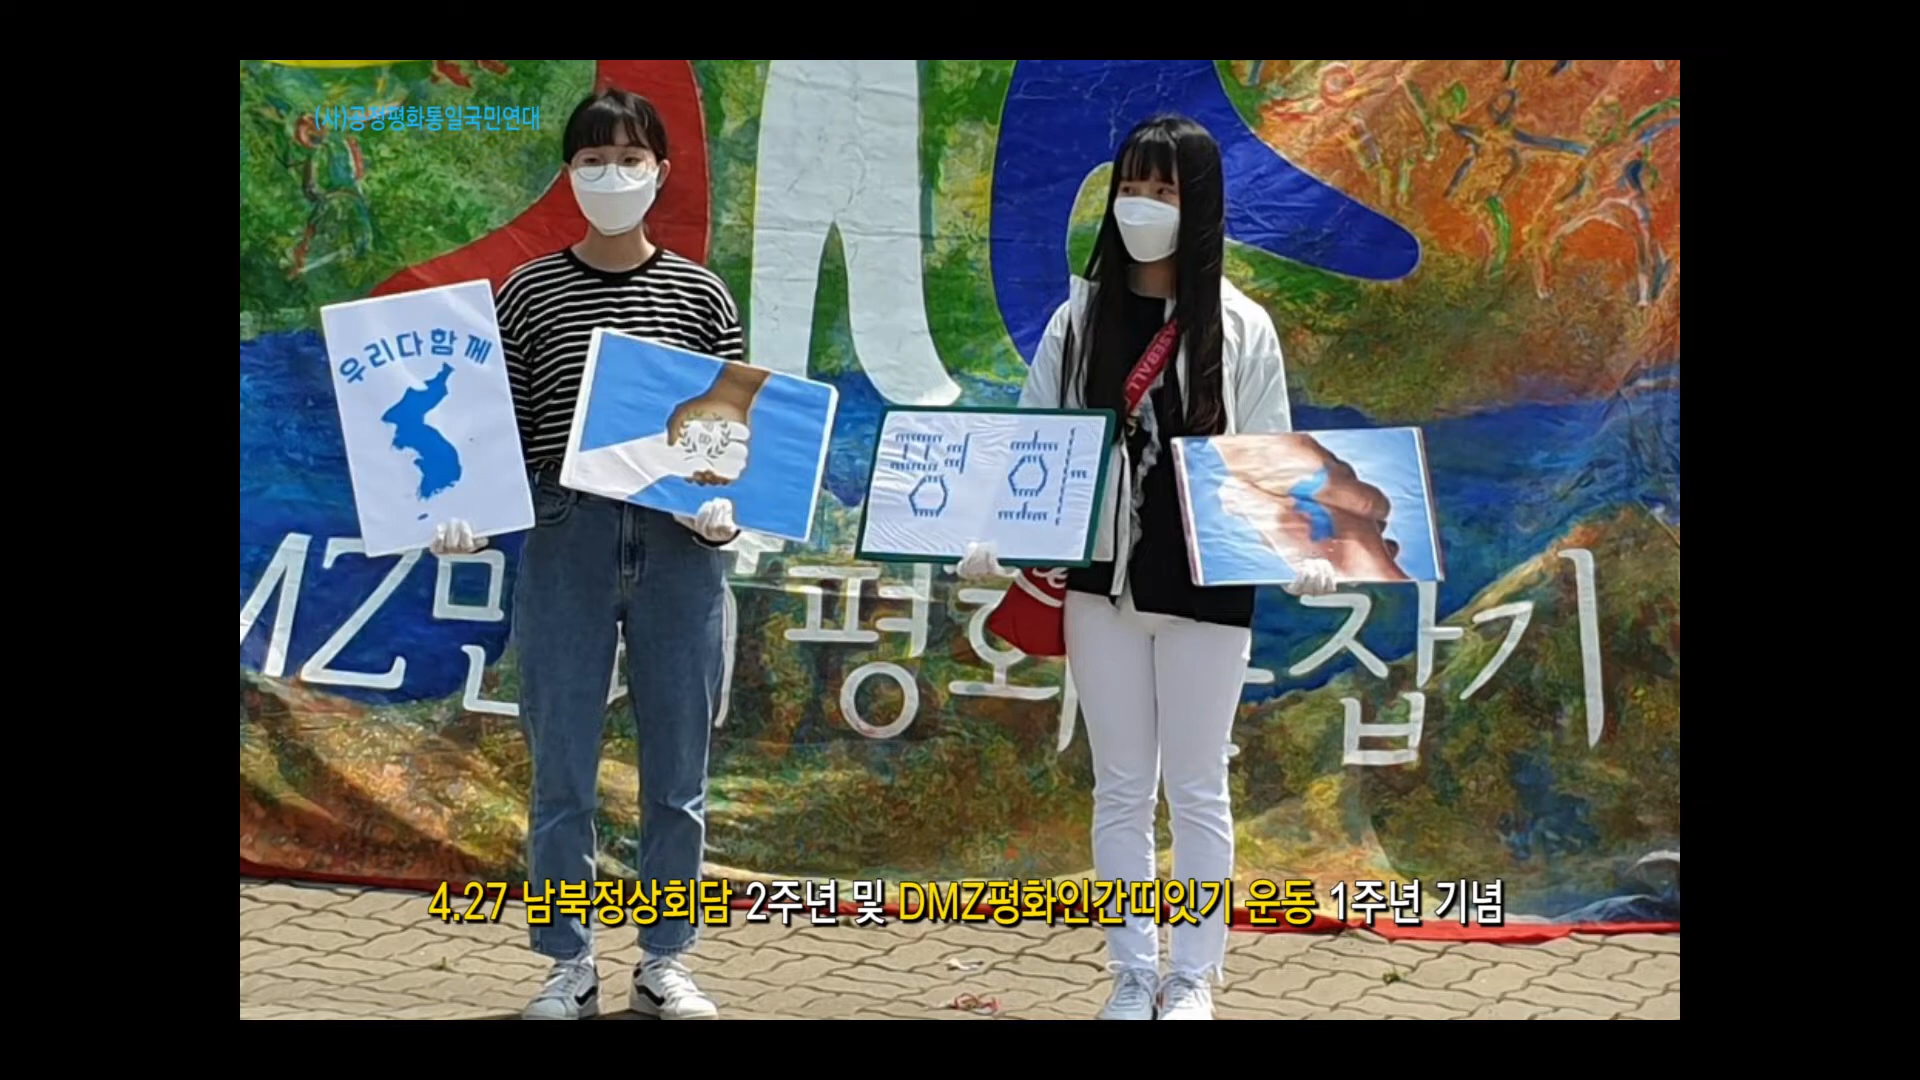 (사)공정평화통일국민연대
우리다함께
평화
BASEBALL
MZ민 평화 잡기
4.27 남북정상회담 2주년 및 DMZ평화인간띠잇기 운동 1주년 기념